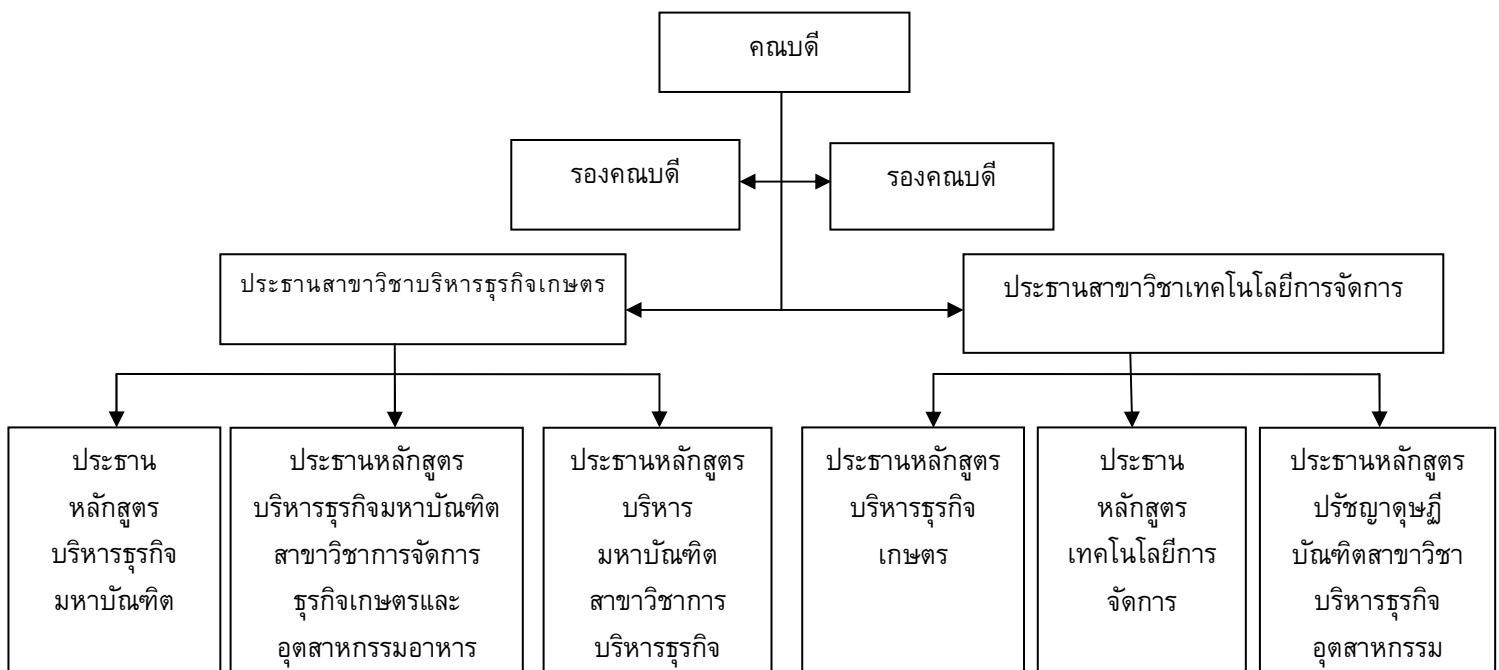 คณบดี
รองคณบดี
รองคณบดี
ประธานสาขาวิชาบริหารธุรกิจเกษตร
ประธานสาขาวิชาเทคโนโลยีการจัดการ
ประธาน
หลักสูตร
บริหารธุรกิจ
มหาบัณฑิต
ประธานหลักสูตร
บริหารธุรกิจมหาบัณฑิต
สาขาวิชาการจัดการ
ธุรกิจเกษตรและ
อุตสาหกรรมอาหาร
ประธานหลักสูตร
บริหาร
มหาบัณฑิต
สาขาวิชาการ
บริหารธุรกิจ
ประธานหลักสูตร
บริหารธุรกิจ
เกษตร
ประธาน
หลักสูตร
เทคโนโลยีการ
จัดการ
ประธานหลักสูตร
ปรัชญาดุษฎี
บัณฑิตสาขาวิชา
บริหารธุรกิจ
อุตสาหกรรม